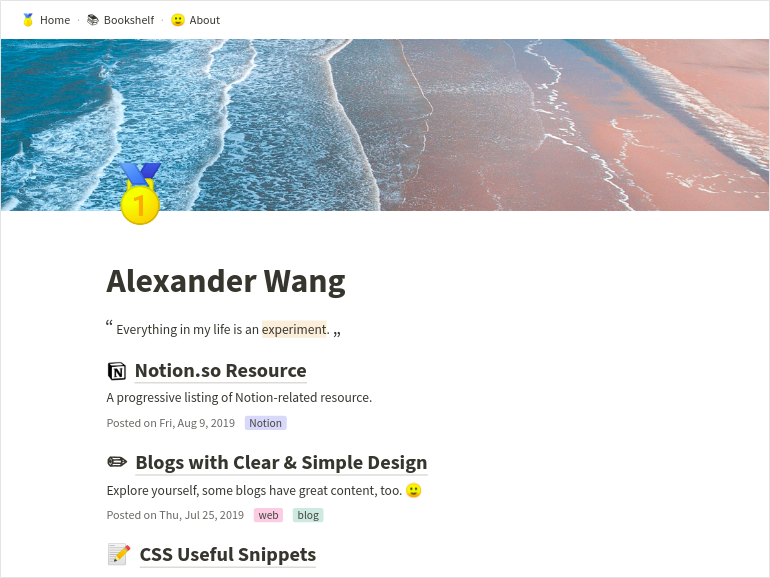 🏅 Home · 📚 Bookshelf · 🙂 About
1
Alexander Wang
“ Everything in my life is an experiment. „
N Notion.so Resource
A progressive listing of Notion-related resource.
Posted on Fri, Aug 9, 2019 Notion
✏ Blogs with Clear & Simple Design
Explore yourself, some blogs have great content, too. 🙂
Posted on Thu, Jul 25, 2019 web blog
📝 CSS Useful Snippets